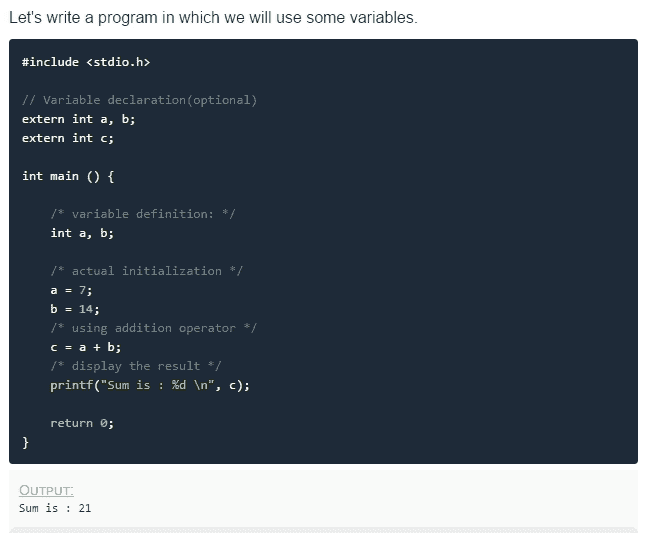 Let's write a program in which we will use some variables.
#include <stdio.h>
// Variable declaration(optional)
extern int a, b;
extern int c;
int main () {
/* variable definition: */
int a, b;
/* actual initialization */
a = 7;
b = 14;
/* using addition operator */
c = a + b;
/* display the result */
printf("Sum is : %d \n", c);
return 0;
}
OUTPUT:
Sum is : 21